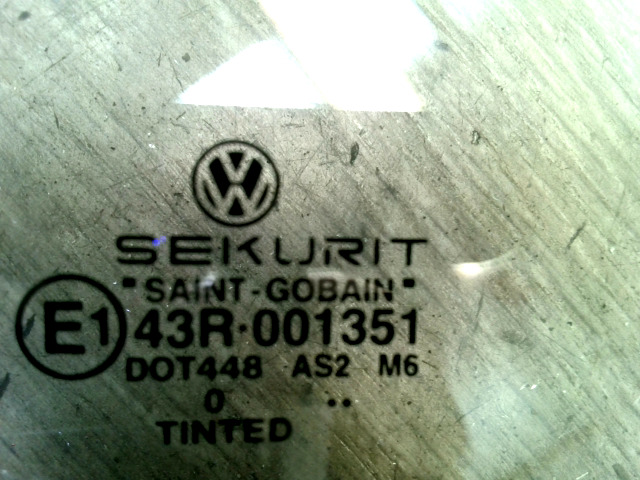 SEKURIT
"SAINT-GOBAIN"
E1 43R·001351
DOT448 AS2 M6
0 ..
TINTED